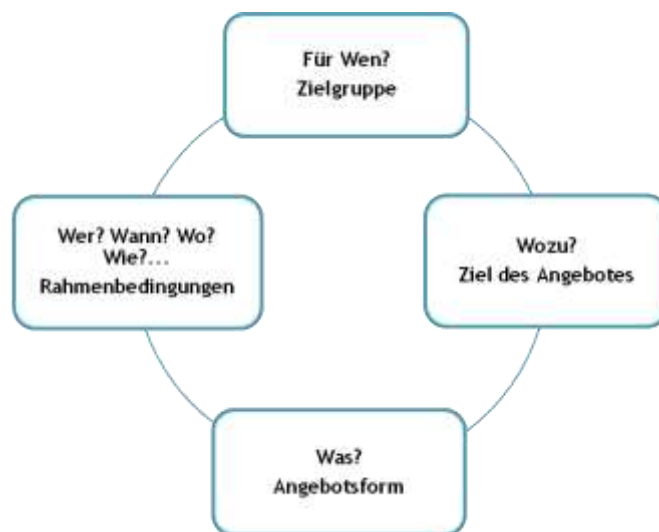 Für Wen?
Zielgruppe
Wer? Wann? Wo?
Wie?...
Rahmenbedingungen
Wozu?
Ziel des Angebotes
Was?
Angebotsform